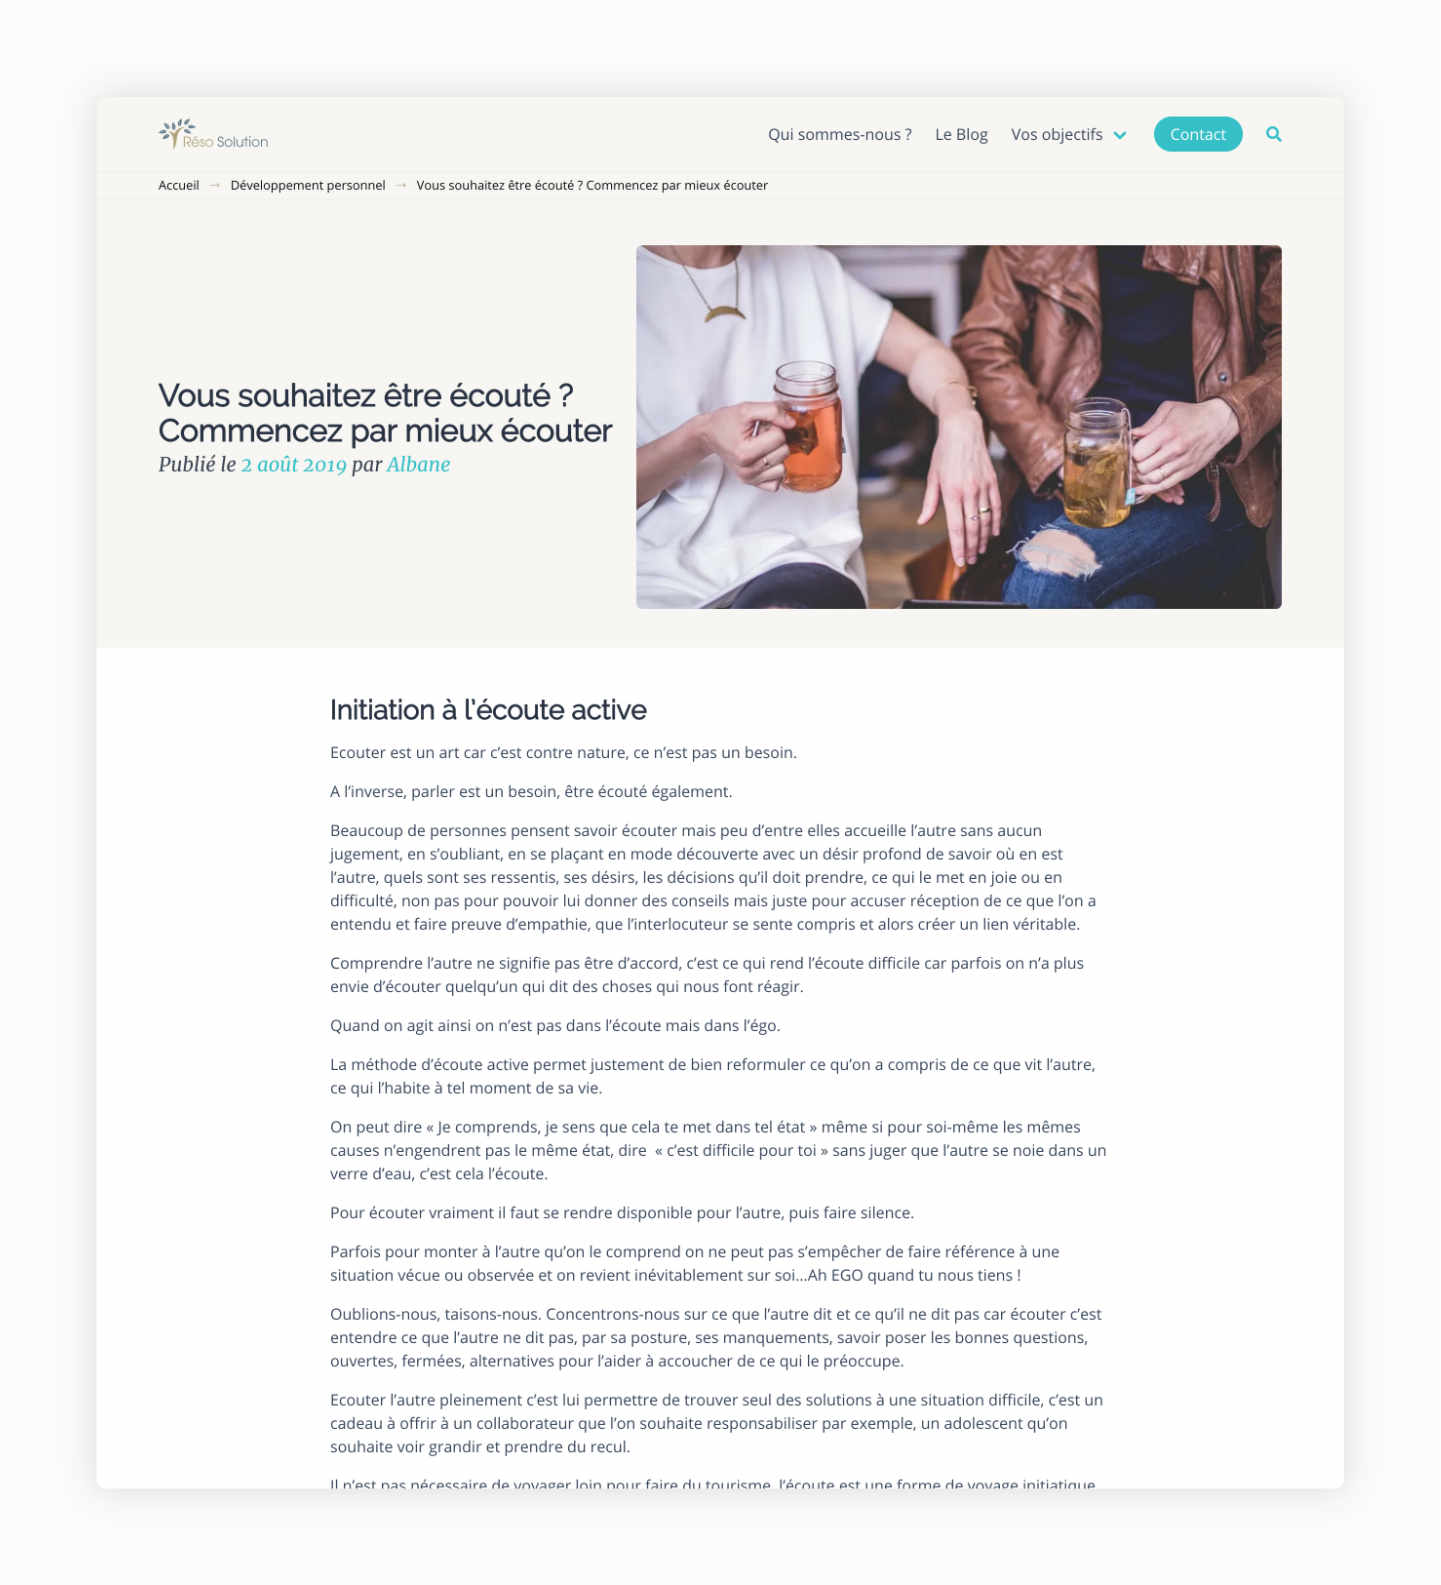 Réso Solution
Qui sommes-nous ?
Le Blog
Vos objectifs
Contact
Accueil → Développement personnel → Vous souhaitez être écouté ? Commencez par mieux écouter
Vous souhaitez être écouté ?
Commencez par mieux écouter
Publié le 2 août 2019 par Albane
Initiation à l’écoute active
Ecouter est un art car c’est contre nature, ce n’est pas un besoin.
A l’inverse, parler est un besoin, être écouté également.
Beaucoup de personnes pensent savoir écouter mais peu d’entre elles accueille l’autre sans aucun
jugement, en s’oubliant, en se plaçant en mode découverte avec un désir profond de savoir où en est
l’autre, quels sont ses ressentis, ses désirs, les décisions qu’il doit prendre, ce qui le met en joie ou en
difficulté, non pas pour pouvoir lui donner des conseils mais juste pour accuser réception de ce que l’on a
entendu et faire preuve d’empathie, que l’interlocuteur se sente compris et alors créer un lien véritable.
Comprendre l’autre ne signifie pas être d’accord, c’est ce qui rend l’écoute difficile car parfois on n’a plus
envie d’écouter quelqu’un qui dit des choses qui nous font réagir.
Quand on agit ainsi on n’est pas dans l’écoute mais dans l’égo.
La méthode d’écoute active permet justement de bien reformuler ce qu’on a compris de ce que vit l’autre,
ce qui l’habite à tel moment de sa vie.
On peut dire « Je comprends, je sens que cela te met dans tel état » même si pour soi-même les mêmes
causes n’engendrent pas le même état, dire  « c’est difficile pour toi » sans juger que l’autre se noie dans un
verre d’eau, c’est cela l’écoute.
Pour écouter vraiment il faut se rendre disponible pour l’autre, puis faire silence.
Parfois pour monter à l’autre qu’on le comprend on ne peut pas s’empêcher de faire référence à une
situation vécue ou observée et on revient inévitablement sur soi…Ah EGO quand tu nous tiens !
Oublions-nous, taisons-nous. Concentrons-nous sur ce que l’autre dit et ce qu’il ne dit pas car écouter c’est
entendre ce que l’autre ne dit pas, par sa posture, ses manquements, savoir poser les bonnes questions,
ouvertes, fermées, alternatives pour l’aider à accoucher de ce qui le préoccupe.
Ecouter l’autre pleinement c’est lui permettre de trouver seul des solutions à une situation difficile, c’est un
cadeau à offrir à un collaborateur que l’on souhaite responsabiliser par exemple, un adolescent qu’on
souhaite voir grandir et prendre du recul.
Il n’est pas nécessaire de voyager loin pour faire du tourisme, l’écoute est une forme de voyage initiatique